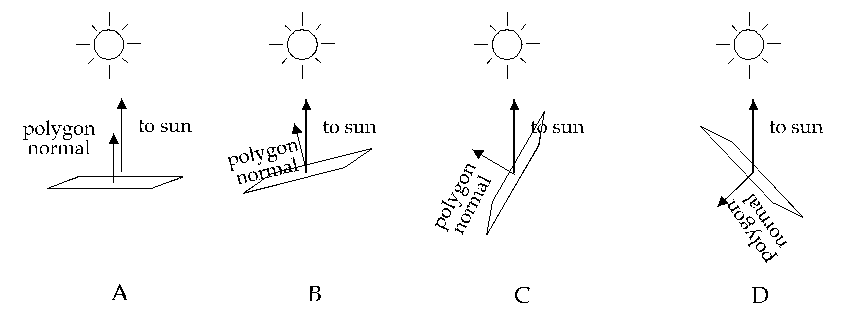 polygon
normal
to sun
polygon
normal
to sun
polygon
normal
to sun
polygon
normal
to sun
A
B
C
D